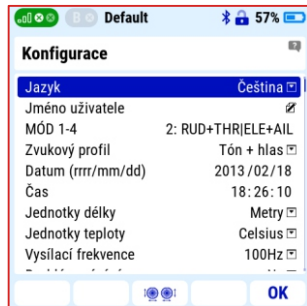 B Default 57%
Konfigurace
Jazyk Čeština
Jméno uživatele
MÓD 1-4 2: RUD+THR|ELE+AIL
Zvukový profil Tón + hlas
Datum (rrrr/mm/dd) 2013/02/18
Čas 18:26:10
Jednotky délky Metry
Jednotky teploty Celsius
Vysílací frekvence 100Hz
OK